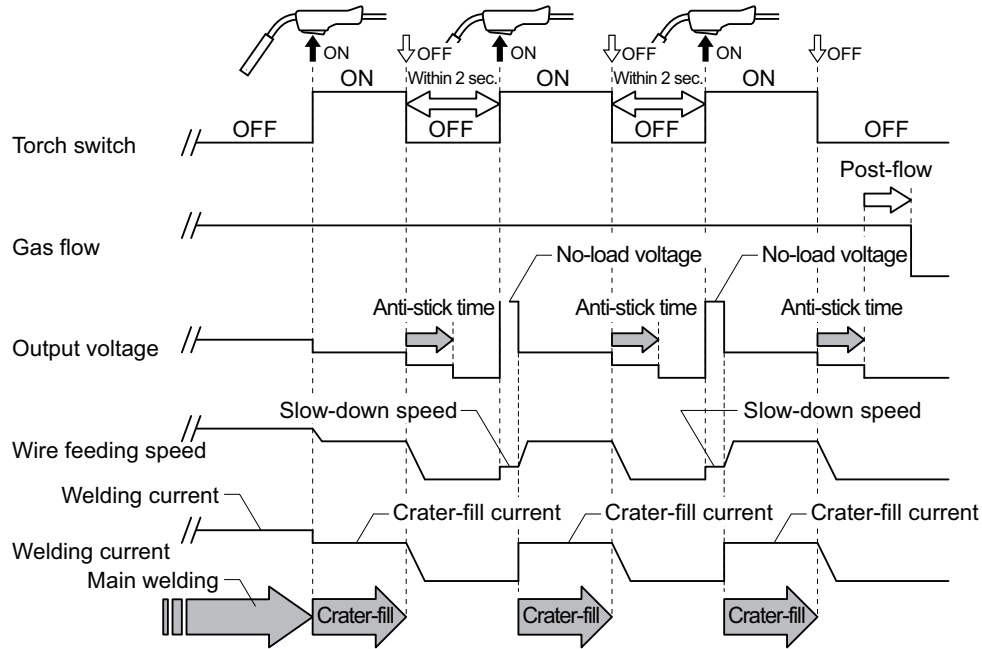 ON OFF ON OFF ON OFF
ON Within 2 sec. ON Within 2 sec. ON
OFF OFF OFF OFF
Torch switch
Post-flow
Gas flow
No-load voltage No-load voltage
Anti-stick time Anti-stick time Anti-stick time
Output voltage
Slow-down speed Slow-down speed
Wire feeding speed
Welding current
Crater-fill current Crater-fill current Crater-fill current
Welding current
Main welding
Crater-fill Crater-fill Crater-fill